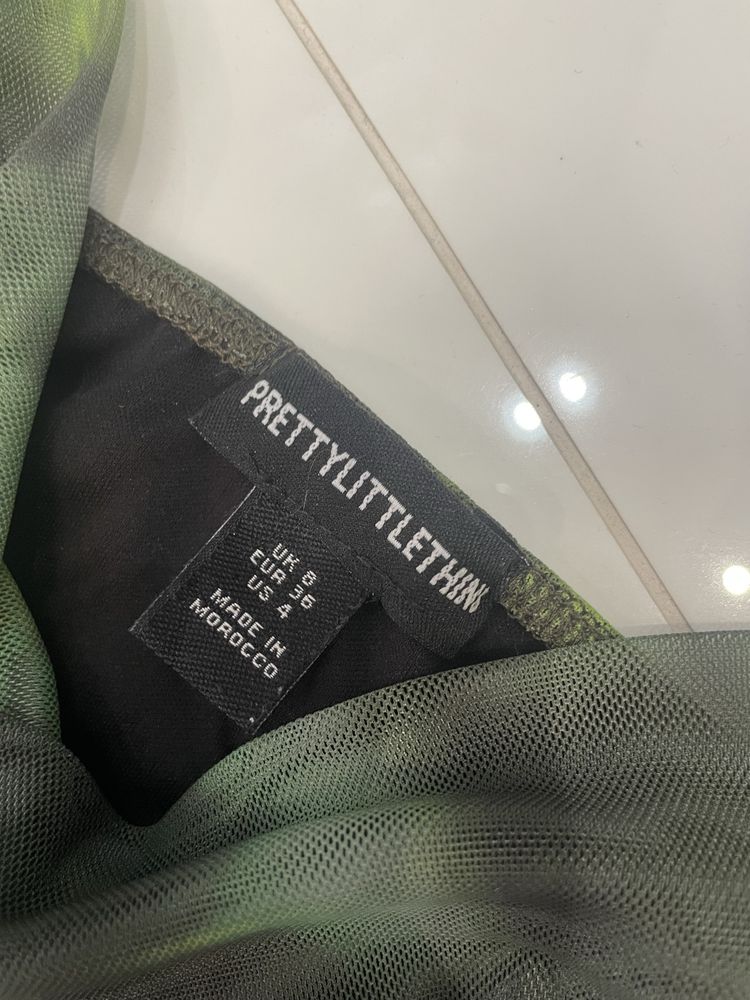 PRETTYLITTLETHING
UK 8
EUR 36
US 4
MADE IN
MOROCCO